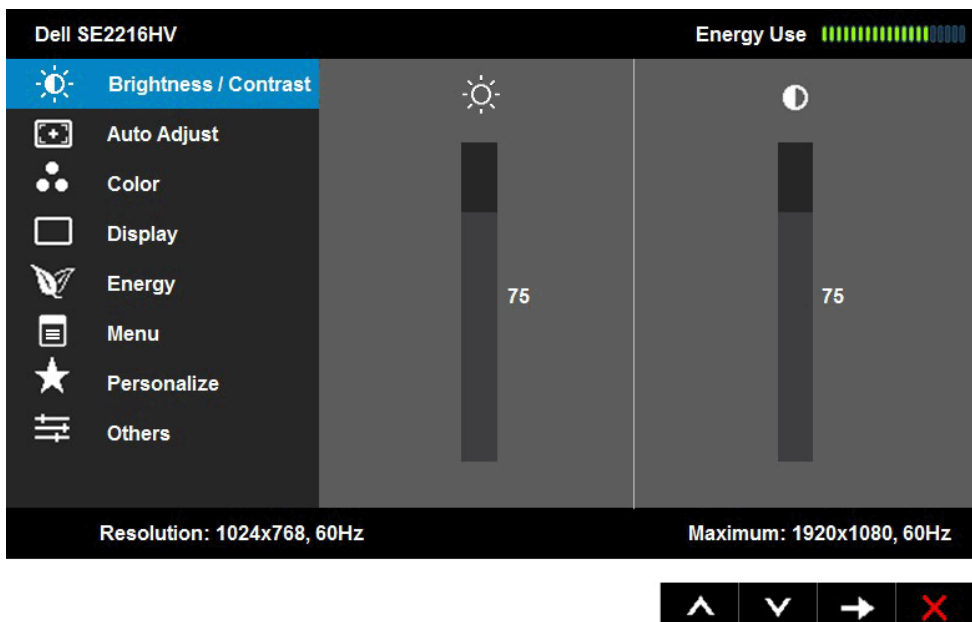 Dell SE2216HV
Energy Use
Brightness / Contrast
Auto Adjust
Color
Display
Energy
Menu
Personalize
Others
75
75
Resolution: 1024x768, 60Hz
Maximum: 1920x1080, 60Hz